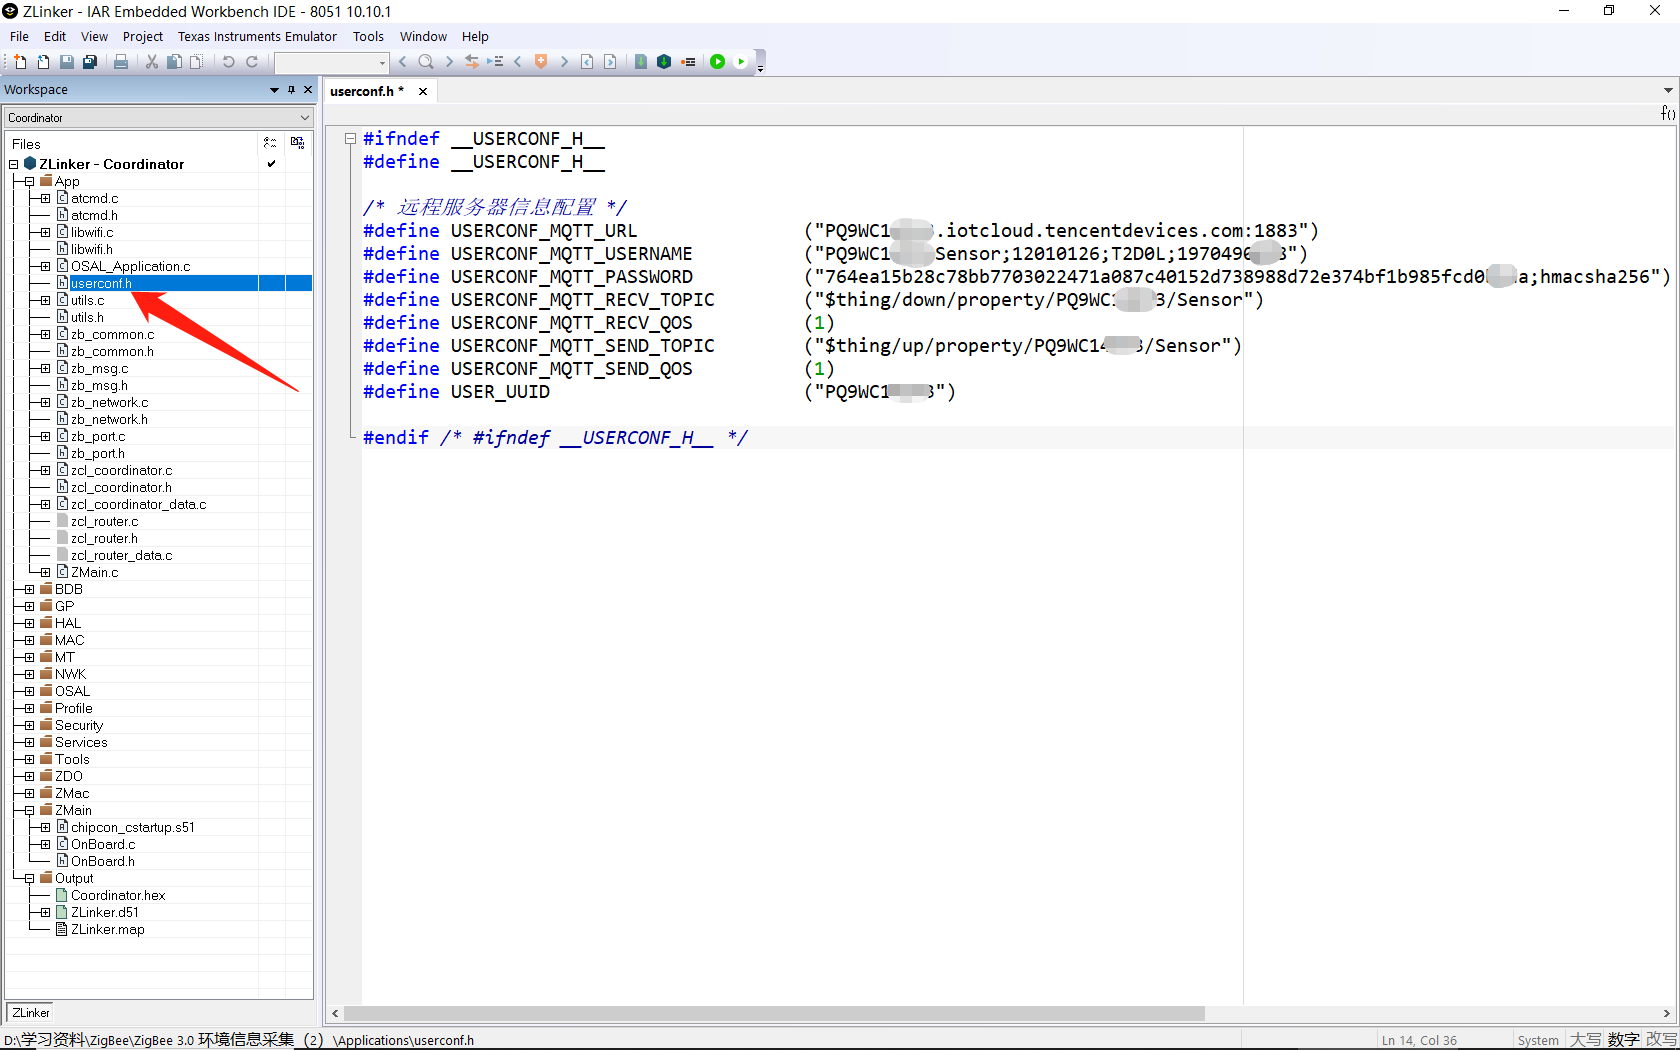 ZLinker - IAR Embedded Workbench IDE - 8051 10.10.1
File Edit View Project Texas Instruments Emulator Tools Window Help
Workspace
Coordinator
Files
ZLinker - Coordinator
App
atcmd.c
atcmd.h
libwifi.c
libwifi.h
OSAL_Application.c
userconf.h
utils.c
utils.h
zb_common.c
zb_common.h
zb_msg.c
zb_msg.h
zb_network.c
zb_network.h
zb_port.c
zb_port.h
zcl_coordinator.c
zcl_coordinator.h
zcl_coordinator_data.c
zcl_router.c
zcl_router.h
zcl_router_data.c
ZMain.c
BDB
GP
HAL
MAC
MT
NWK
OSAL
Profile
Security
Services
Tools
ZDO
ZMac
ZMain
chipcon_cstartup.s51
OnBoard.c
OnBoard.h
Output
Coordinator.hex
ZLinker.d51
ZLinker.map
ZLinker
userconf.h *
f()
#ifndef __USERCONF_H__
#define __USERCONF_H__
/* 远程服务器信息配置 */
#define USERCONF_MQTT_URL ("PQ9WC1 .iotcloud.tencentdevices.com:1883")
#define USERCONF_MQTT_USERNAME ("PQ9WC1 Sensor;12010126;T2D0L;197049 3")
#define USERCONF_MQTT_PASSWORD ("764ea15b28c78bb7703022471a087c40152d738988d72e374bf1b985fcd0 a;hmacsha256")
#define USERCONF_MQTT_RECV_TOPIC ("$thing/down/property/PQ9WC 3/Sensor")
#define USERCONF_MQTT_RECV_QOS (1)
#define USERCONF_MQTT_SEND_TOPIC ("$thing/up/property/PQ9WC1 3/Sensor")
#define USERCONF_MQTT_SEND_QOS (1)
#define USER_UUID ("PQ9WC1 3")
#endif /* #ifndef __USERCONF_H__ */
D:\学习资料\ZigBee\ZigBee 3.0 环境信息采集（2）\Applications\userconf.h
Ln 14, Col 36 System 大写 数字 改写